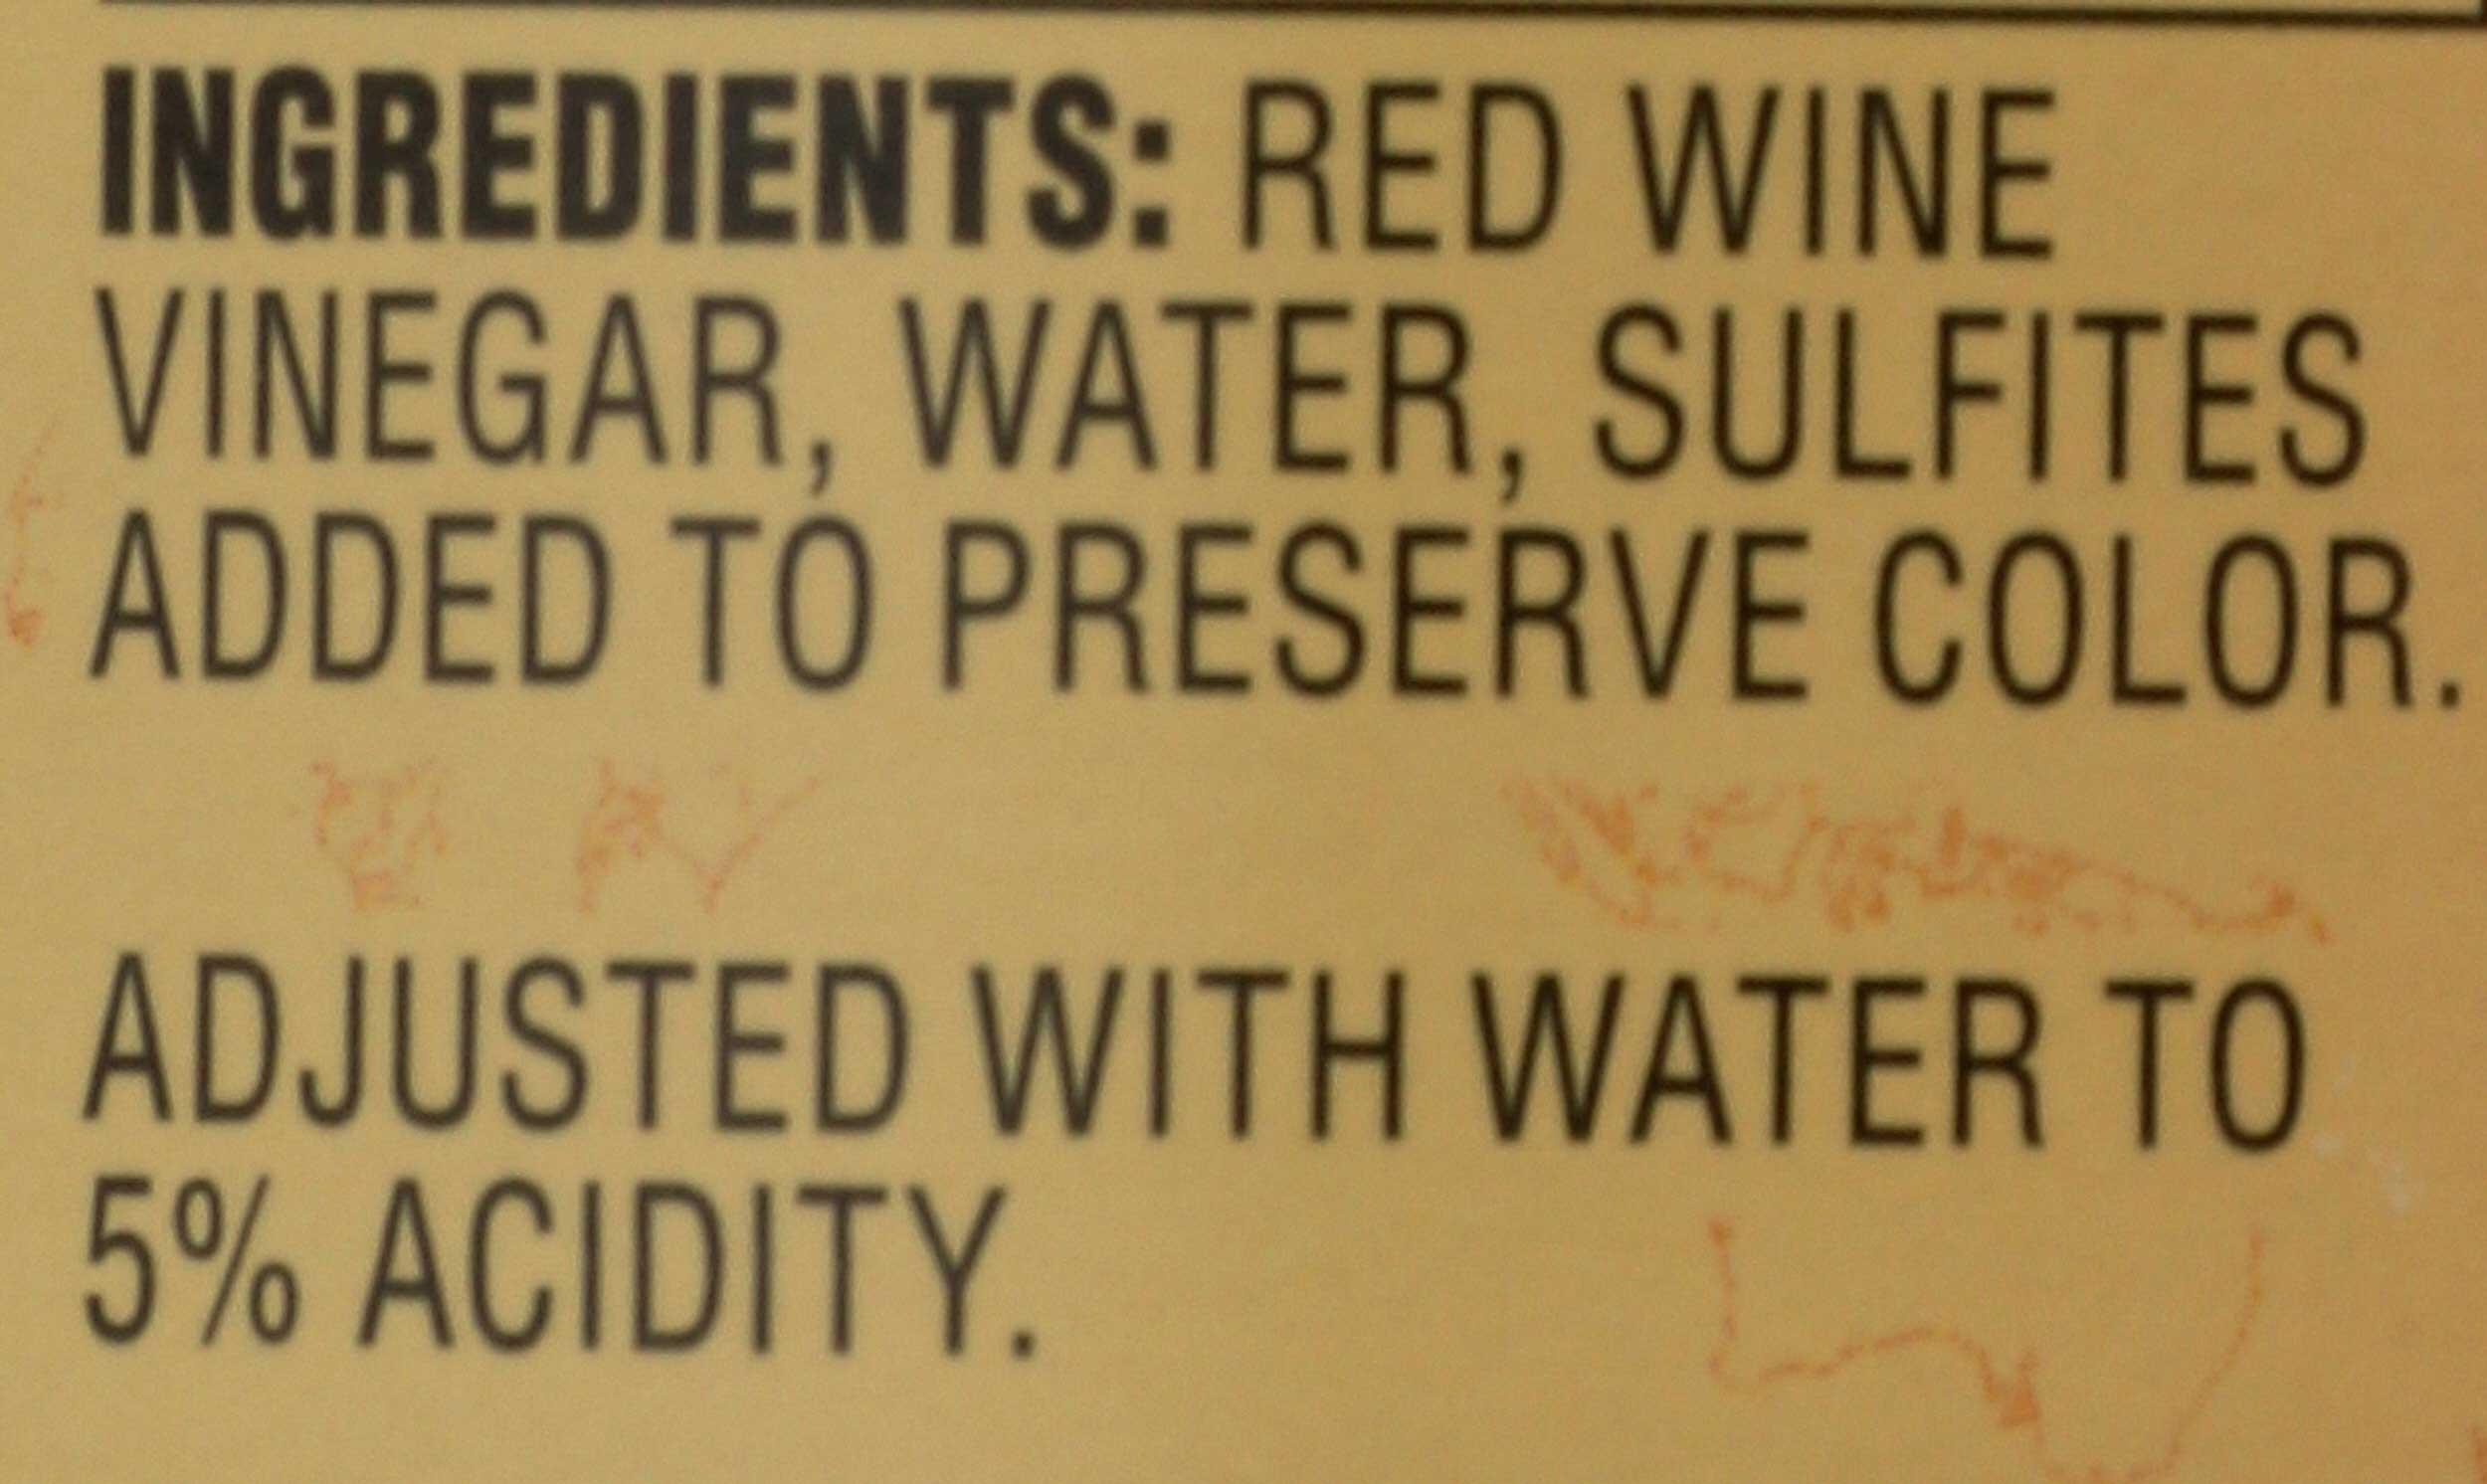 INGREDIENTS: RED WINE
VINEGAR, WATER, SULFITES
ADDED TO PRESERVE COLOR.
ADJUSTED WITH WATER TO
5% ACIDITY.